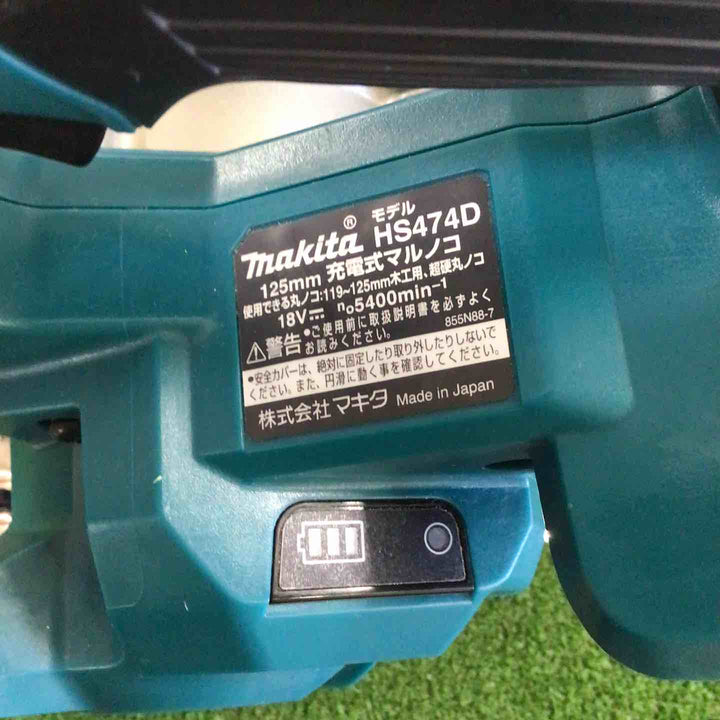 makita® モデル HS474D
125mm 充電式マルノコ
使用できる丸ノコ:119~125mm木工用、超硬丸ノコ
18V⎓ n₀5400min⁻¹
⚠警告 •ご使用前に取扱説明書を必ずよく
お読みください。 855N88-7
•安全カバーは、絶対に固定したり取り外したりしないで
ください。また、円滑に動く事を確認してください。
株式会社マキタ Made in Japan